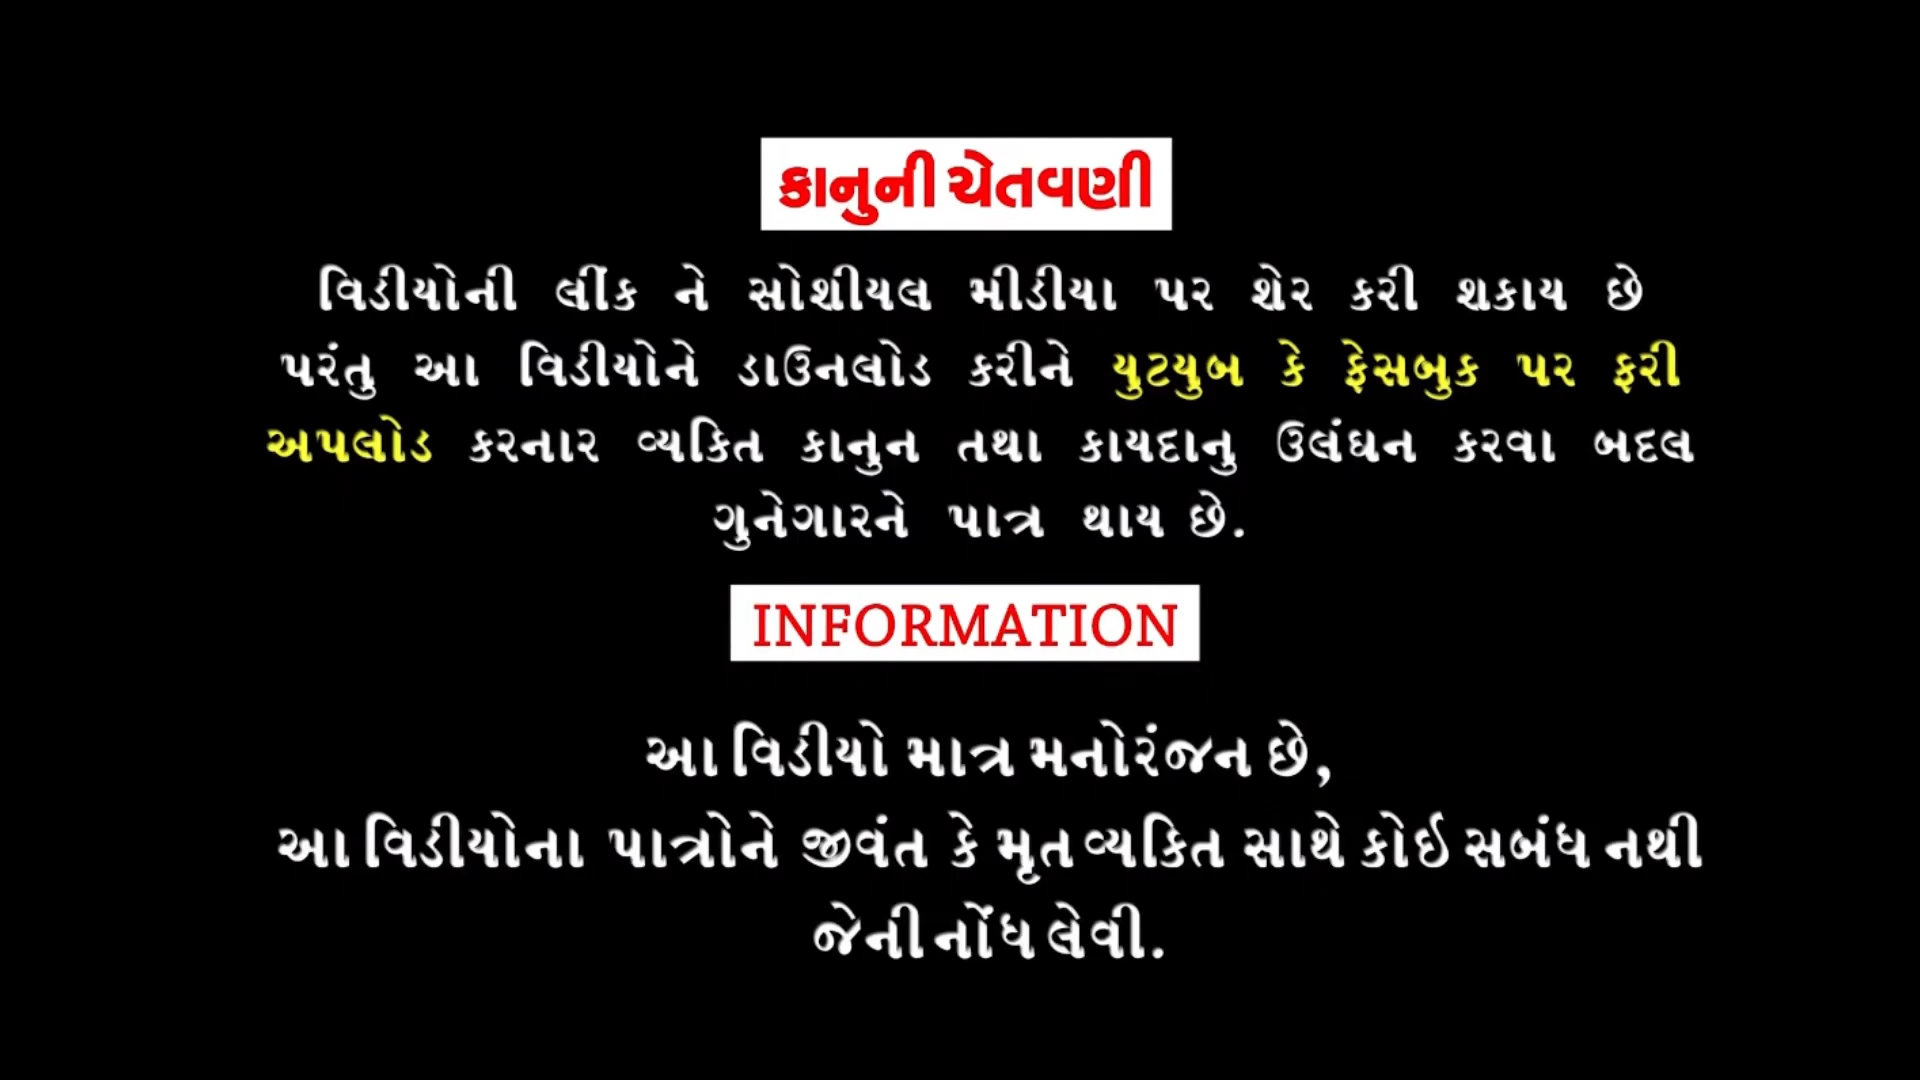 કાનુની ચેતવણી
વિડીયોની લીંક ને સોશીયલ મીડીયા પર શેર કરી શકાય છે
પરંતુ આ વિડીયોને ડાઉનલોડ કરીને યુટયુબ કે ફેસબુક પર ફરી
અપલોડ કરનાર વ્યકિત કાનુન તથા કાયદાનુ ઉલંઘન કરવા બદલ
ગુનેગારને પાત્ર થાય છે.
INFORMATION
આ વિડીયો માત્ર મનોરંજન છે,
આ વિડીયોના પાત્રોને જીવંત કે મૃત વ્યકિત સાથે કોઈ સબંધ નથી
જેની નોંધ લેવી.